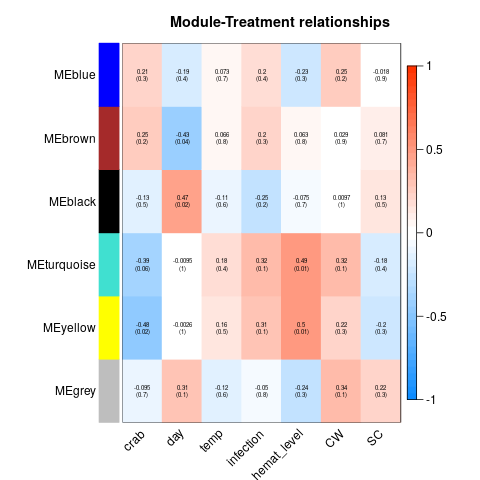 Module-Treatment relationships
MEblue
0.21 -0.19 0.073 0.2 -0.23 0.25 -0.018
(0.3) (0.4) (0.7) (0.4) (0.3) (0.2) (0.9)
MEbrown
0.25 -0.43 0.066 0.2 0.063 0.029 0.081
(0.2) (0.04) (0.8) (0.3) (0.8) (0.9) (0.7)
MEblack
-0.13 0.47 -0.11 -0.25 -0.075 0.0097 0.13
(0.5) (0.02) (0.6) (0.2) (0.7) (1) (0.5)
MEturquoise
-0.39 -0.0095 0.18 0.32 0.49 0.32 -0.18
(0.06) (1) (0.4) (0.1) (0.01) (0.1) (0.4)
MEyellow
-0.48 -0.0026 0.16 0.31 0.5 0.22 -0.2
(0.02) (1) (0.5) (0.1) (0.01) (0.3) (0.3)
MEgrey
-0.095 0.31 -0.12 -0.05 -0.24 0.34 0.22
(0.7) (0.1) (0.6) (0.8) (0.3) (0.1) (0.3)
crab day temp infection hemat_level CW SC
1
0.5
0
-0.5
-1